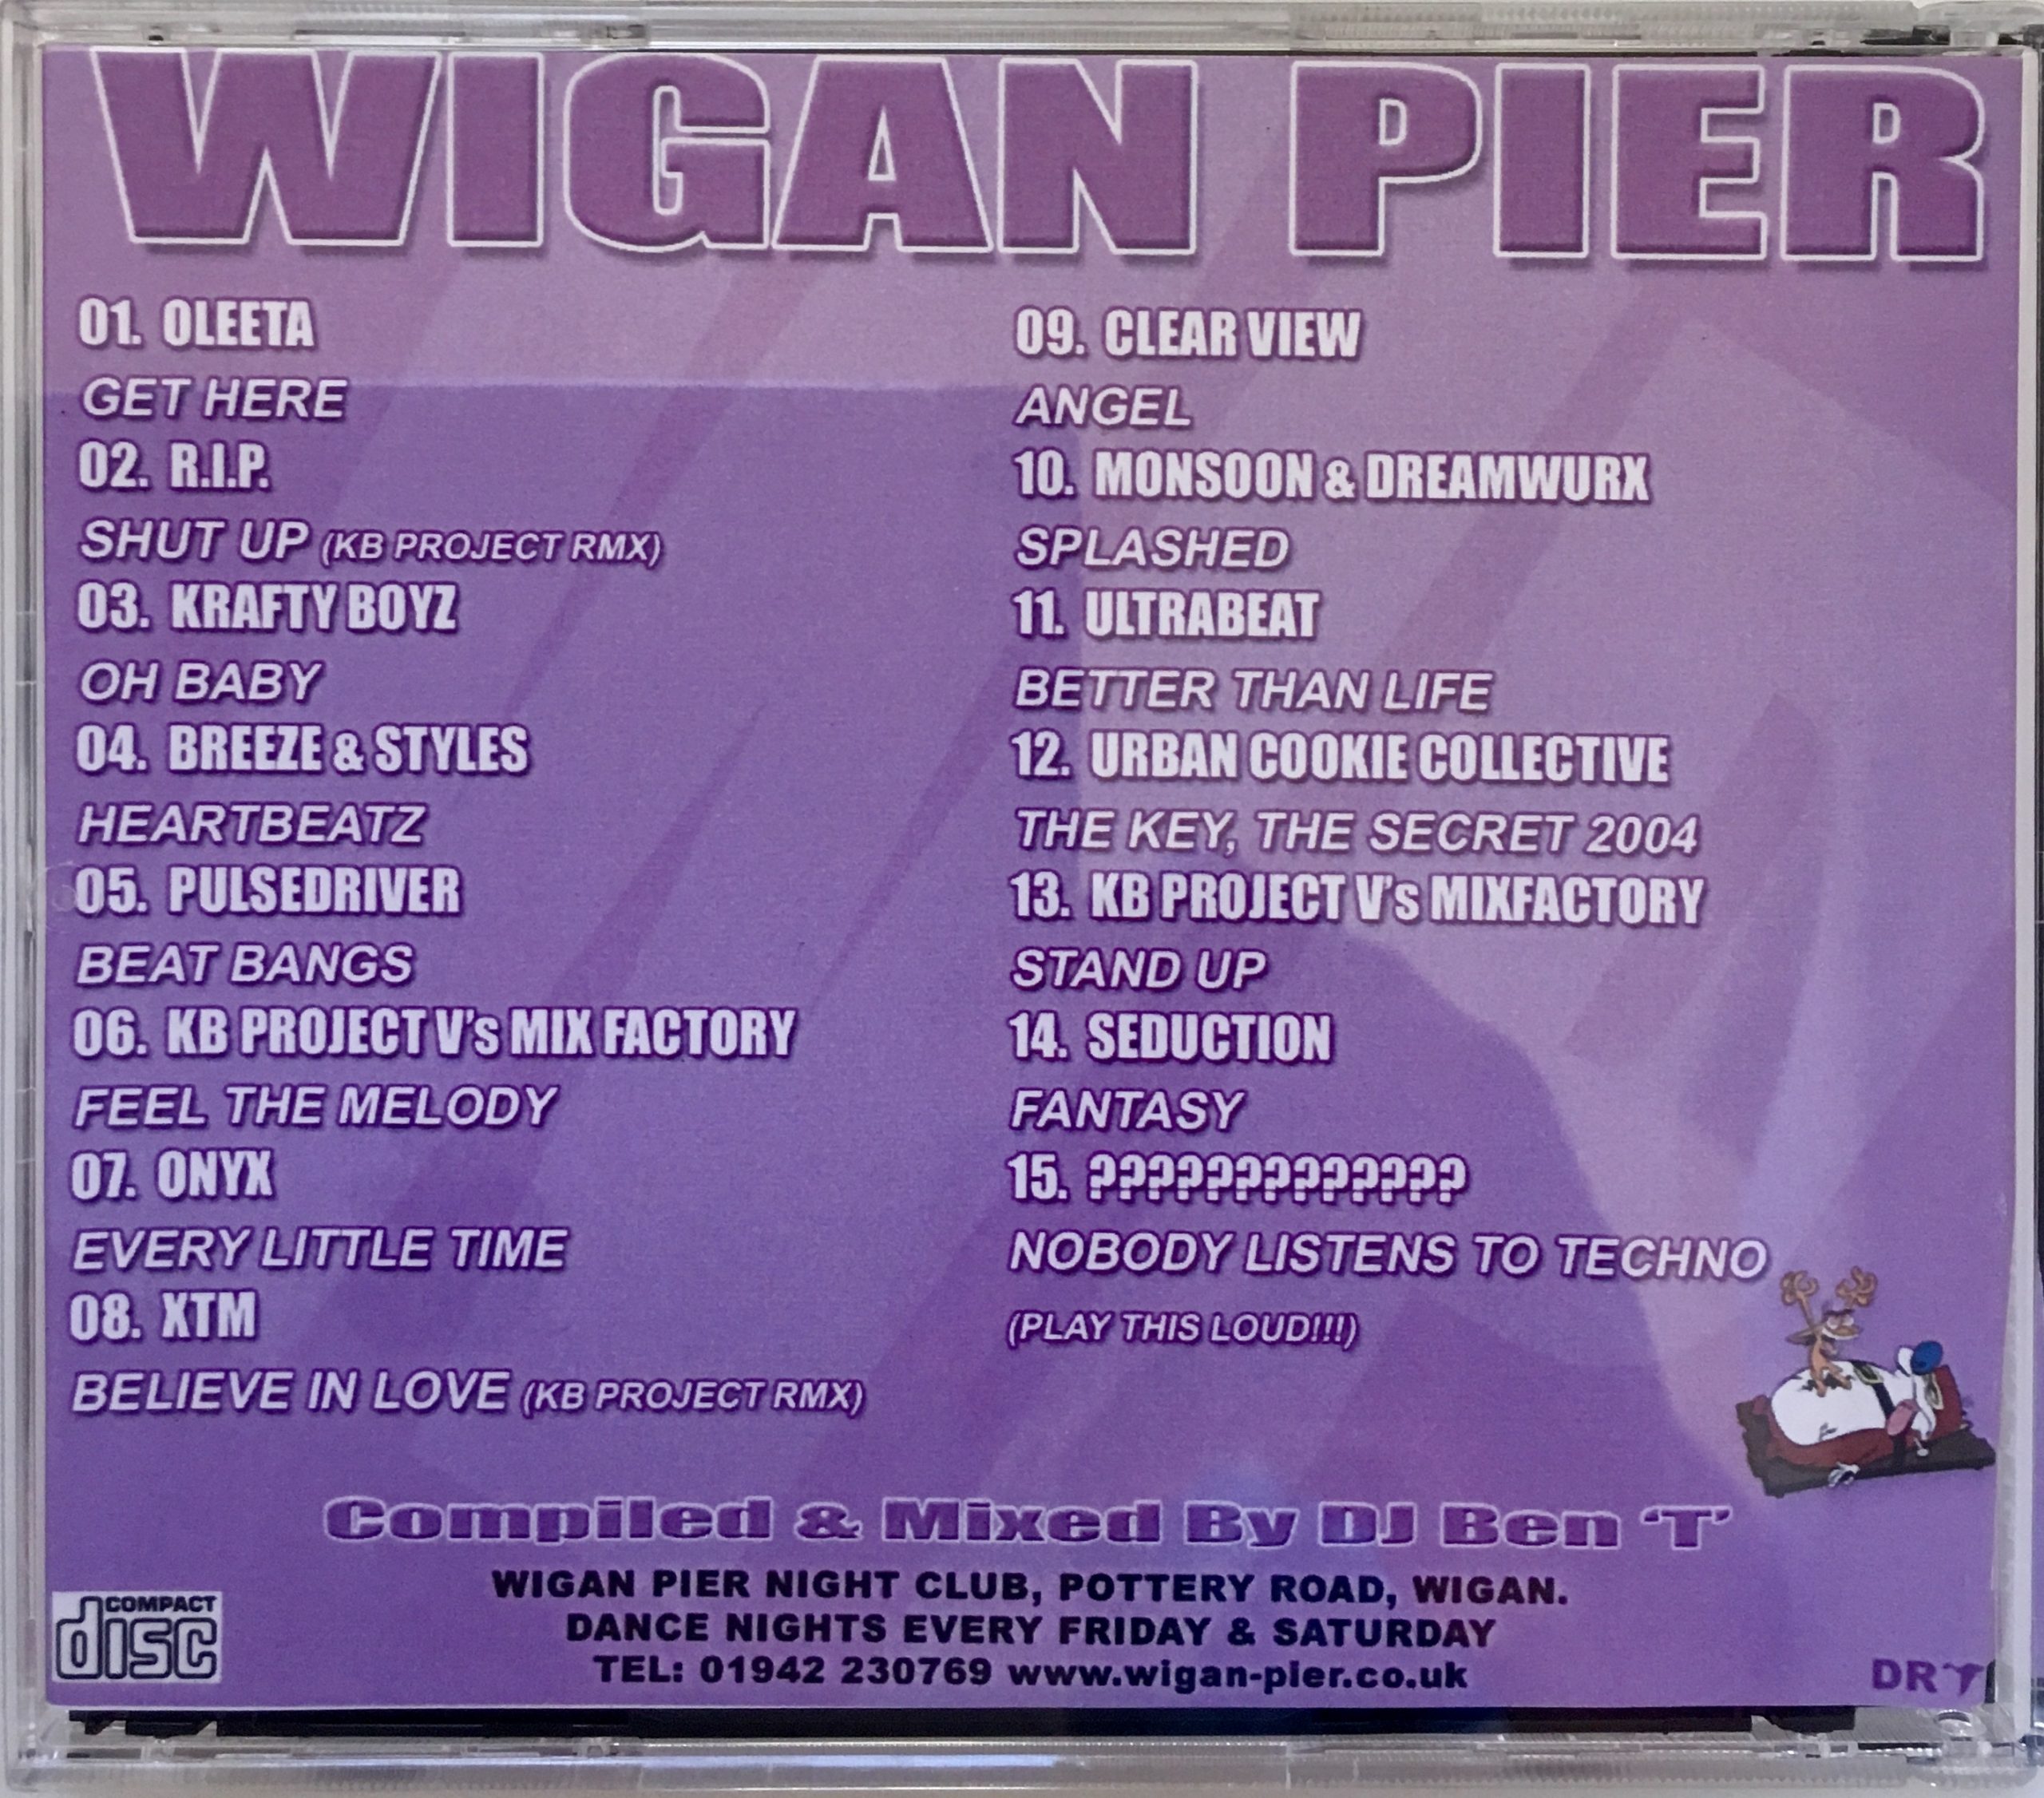 WIGAN PIER
01. OLEETA
GET HERE
02. R.I.P.
SHUT UP (KB PROJECT RMX)
03. KRAFTY BOYZ
OH BABY
04. BREEZE & STYLES
HEARTBEATZ
05. PULSEDRIVER
BEAT BANGS
06. KB PROJECT V's MIX FACTORY
FEEL THE MELODY
07. ONYX
EVERY LITTLE TIME
08. XTM
BELIEVE IN LOVE (KB PROJECT RMX)
09. CLEAR VIEW
ANGEL
10. MONSOON & DREAMWURX
SPLASHED
11. ULTRABEAT
BETTER THAN LIFE
12. URBAN COOKIE COLLECTIVE
THE KEY, THE SECRET 2004
13. KB PROJECT V's MIXFACTORY
STAND UP
14. SEDUCTION
FANTASY
15. ?????????????
NOBODY LISTENS TO TECHNO
(PLAY THIS LOUD!!!)
Compiled & Mixed By DJ Ben 'T'
WIGAN PIER NIGHT CLUB, POTTERY ROAD, WIGAN.
DANCE NIGHTS EVERY FRIDAY & SATURDAY
TEL: 01942 230769 www.wigan-pier.co.uk
COMPACT
disc